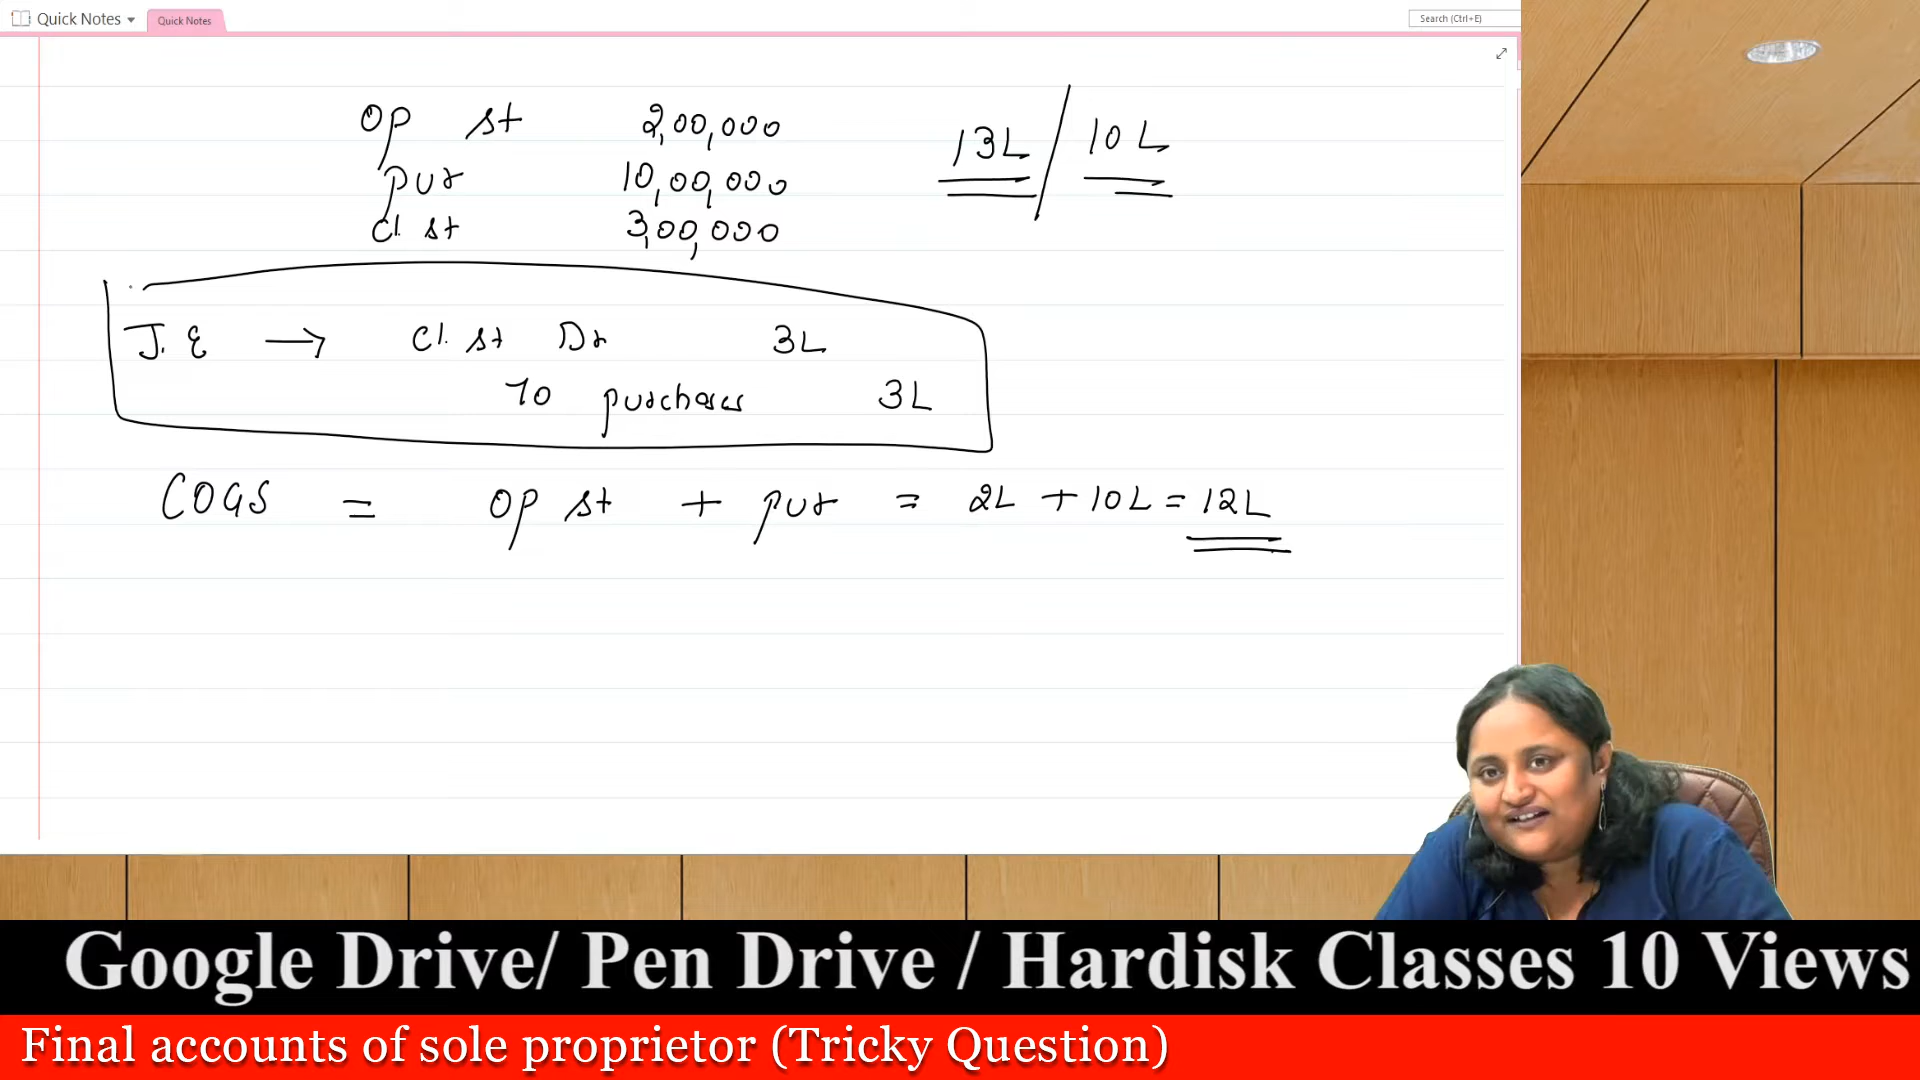 Quick Notes
Quick Notes
Search (Ctrl+E)
Op st 2,00,000
pur 10,00,000
Cl. st 3,00,000
13L / 10L
J.E → Cl. st Dr 3L
To purchases 3L
COGS = Op st + pur = 2L + 10L = 12L
Google Drive/ Pen Drive / Hardisk Classes 10 Views
Final accounts of sole proprietor (Tricky Question)